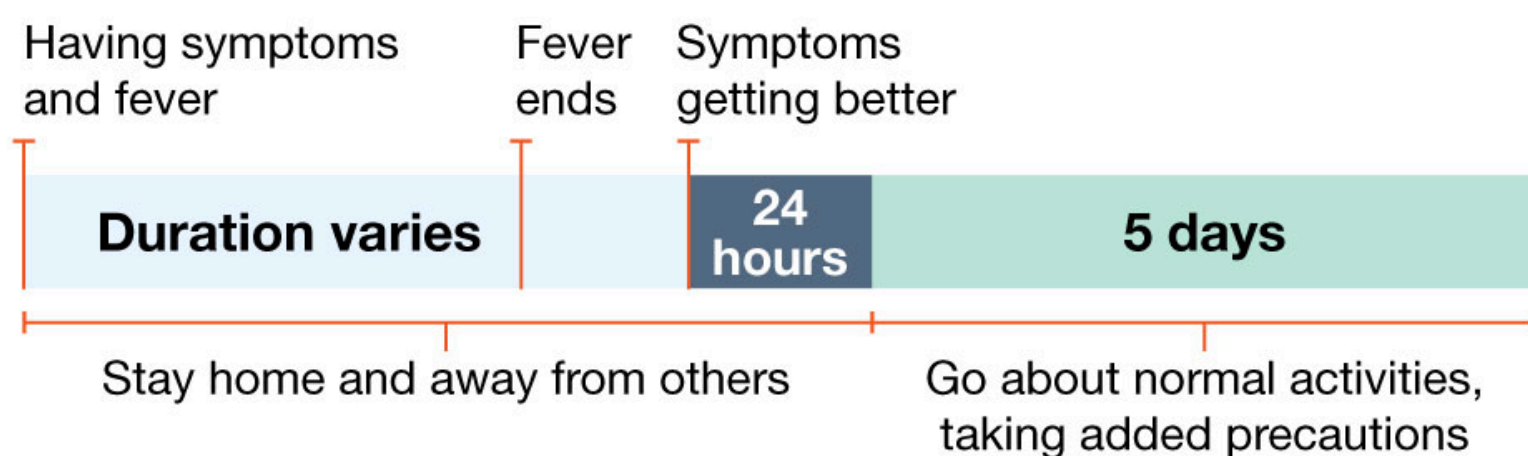 Having symptoms
and fever
Fever
ends
Symptoms
getting better
Duration varies
24
hours
5 days
Stay home and away from others
Go about normal activities,
taking added precautions